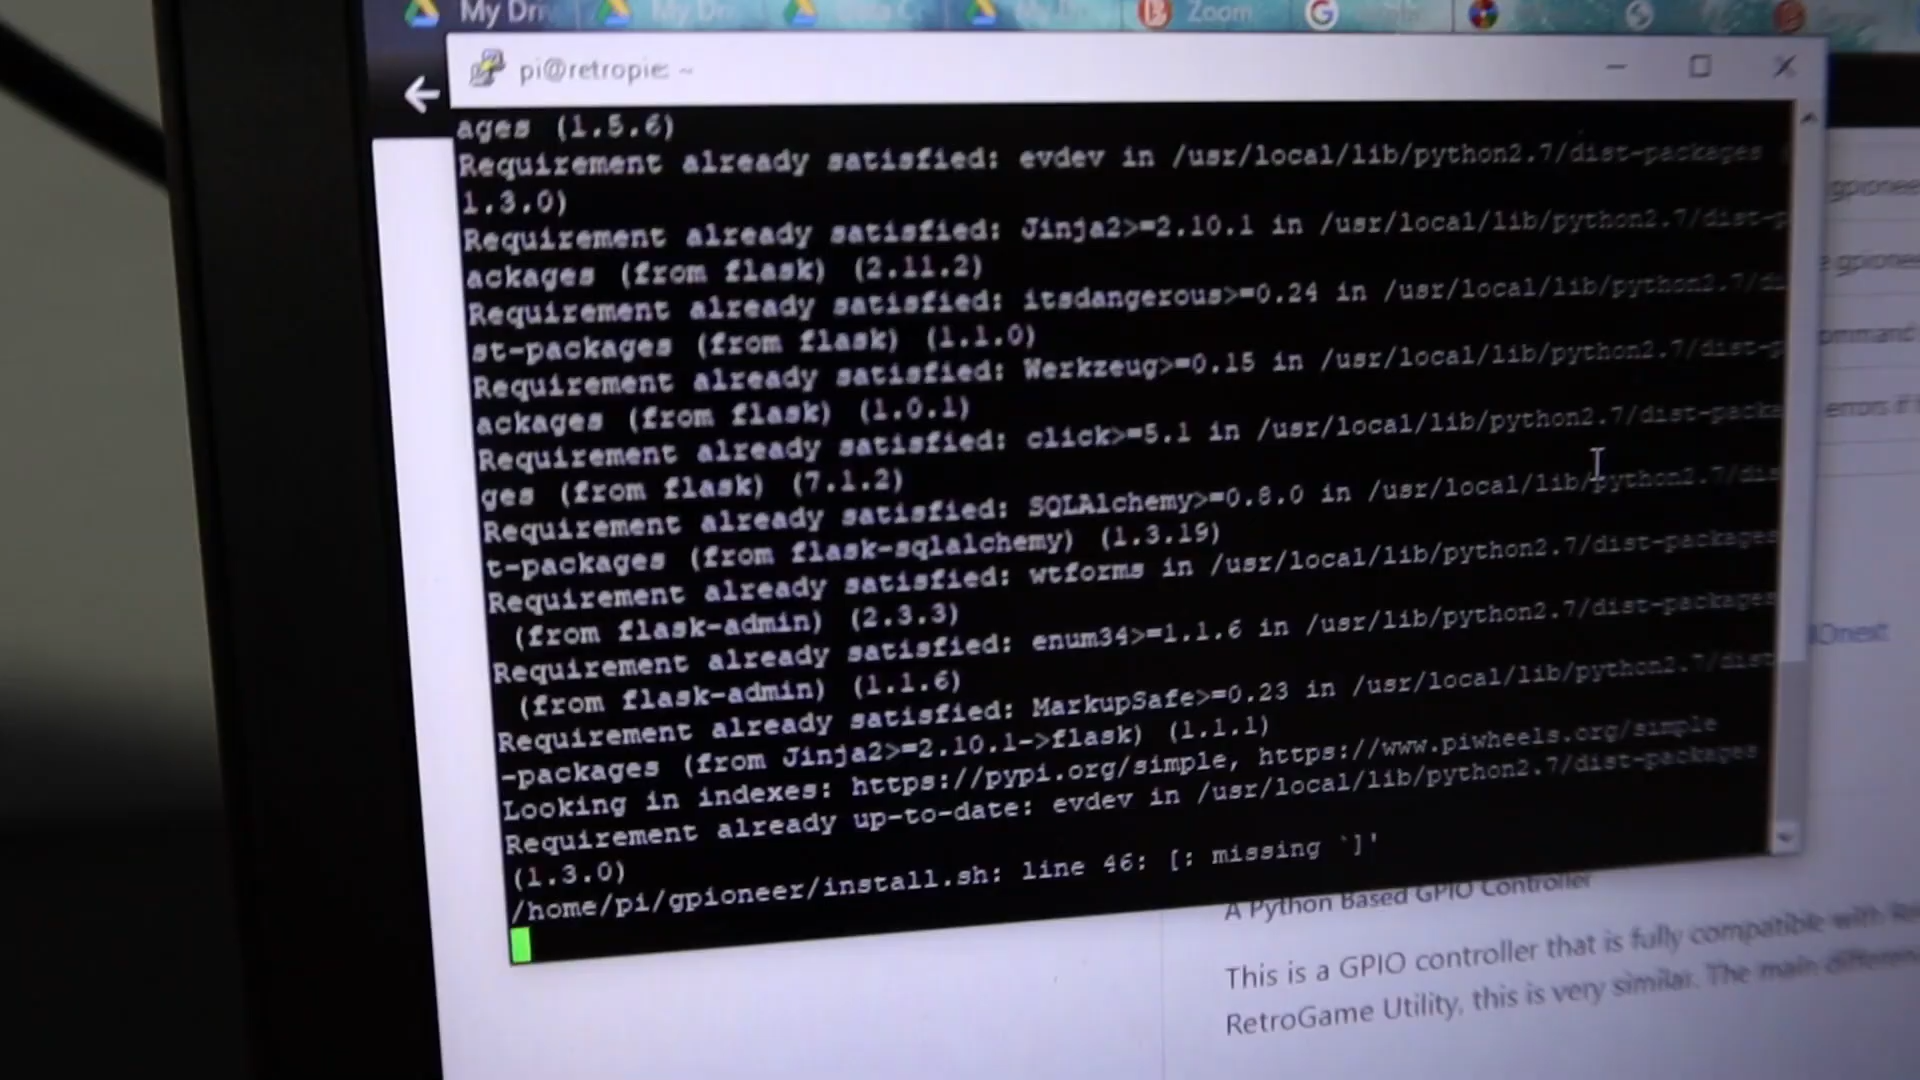 My Driv
My Dr
Zoom
pi@retropie: ~
ages (1.5.6)
Requirement already satisfied: evdev in /usr/local/lib/python2.7/dist-packages (
1.3.0)
Requirement already satisfied: Jinja2>=2.10.1 in /usr/local/lib/python2.7/dist-p
ackages (from flask) (2.11.2)
Requirement already satisfied: itsdangerous>=0.24 in /usr/local/lib/python2.7/di
st-packages (from flask) (1.1.0)
Requirement already satisfied: Werkzeug>=0.15 in /usr/local/lib/python2.7/dist-p
ackages (from flask) (1.0.1)
Requirement already satisfied: click>=5.1 in /usr/local/lib/python2.7/dist-packa
ges (from flask) (7.1.2)
Requirement already satisfied: SQLAlchemy>=0.8.0 in /usr/local/lib/python2.7/dis
t-packages (from flask-sqlalchemy) (1.3.19)
Requirement already satisfied: wtforms in /usr/local/lib/python2.7/dist-packages
(from flask-admin) (2.3.3)
Requirement already satisfied: enum34>=1.1.6 in /usr/lib/python2.7/dist-packages
(from flask-admin) (1.1.6)
Requirement already satisfied: MarkupSafe>=0.23 in /usr/local/lib/python2.7/dist
-packages (from Jinja2>=2.10.1->flask) (1.1.1)
Looking in indexes: https://pypi.org/simple, https://www.piwheels.org/simple
Requirement already up-to-date: evdev in /usr/local/lib/python2.7/dist-packages
(1.3.0)
/home/pi/gpioneer/install.sh: line 46: [: missing `]'
gpionee
gpionee
ommand
errors if
IOnext
A Python Based GPIO Controller
This is a GPIO controller that is fully compatible with
RetroGame Utility, this is very similar. The main differen